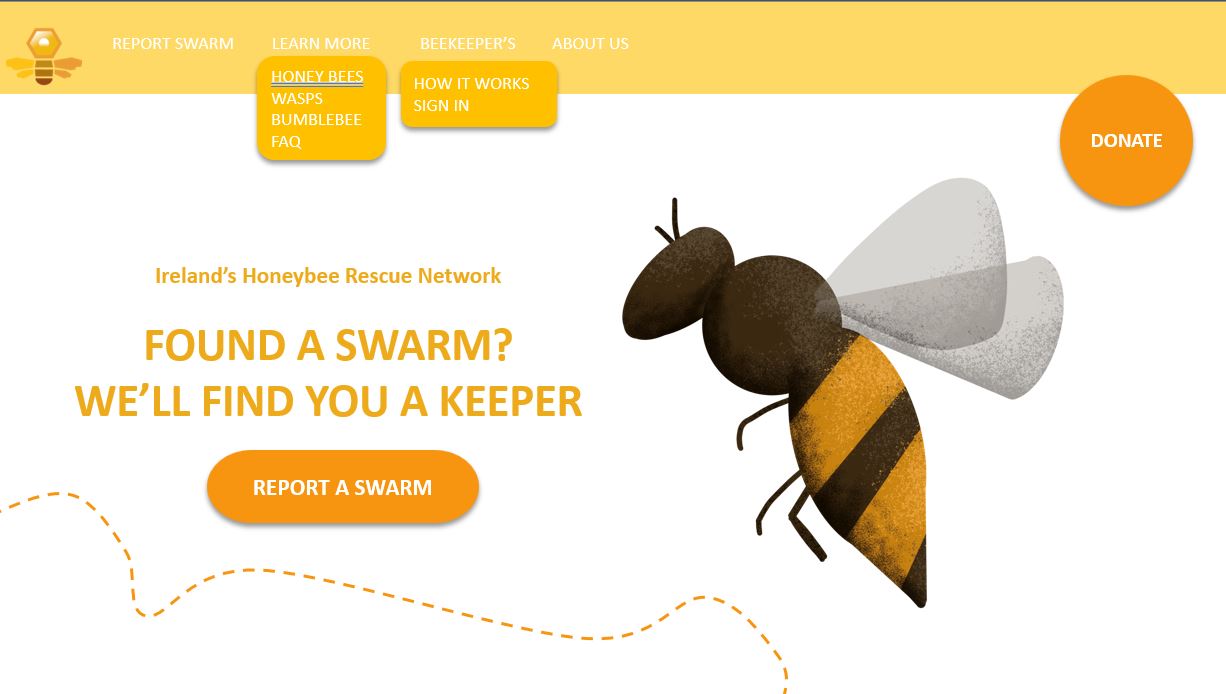 REPORT SWARM
LEARN MORE
BEEKEEPER’S
ABOUT US
HONEY BEES
WASPS
BUMBLEBEE
FAQ
HOW IT WORKS
SIGN IN
DONATE
Ireland’s Honeybee Rescue Network
FOUND A SWARM?
WE’LL FIND YOU A KEEPER
REPORT A SWARM